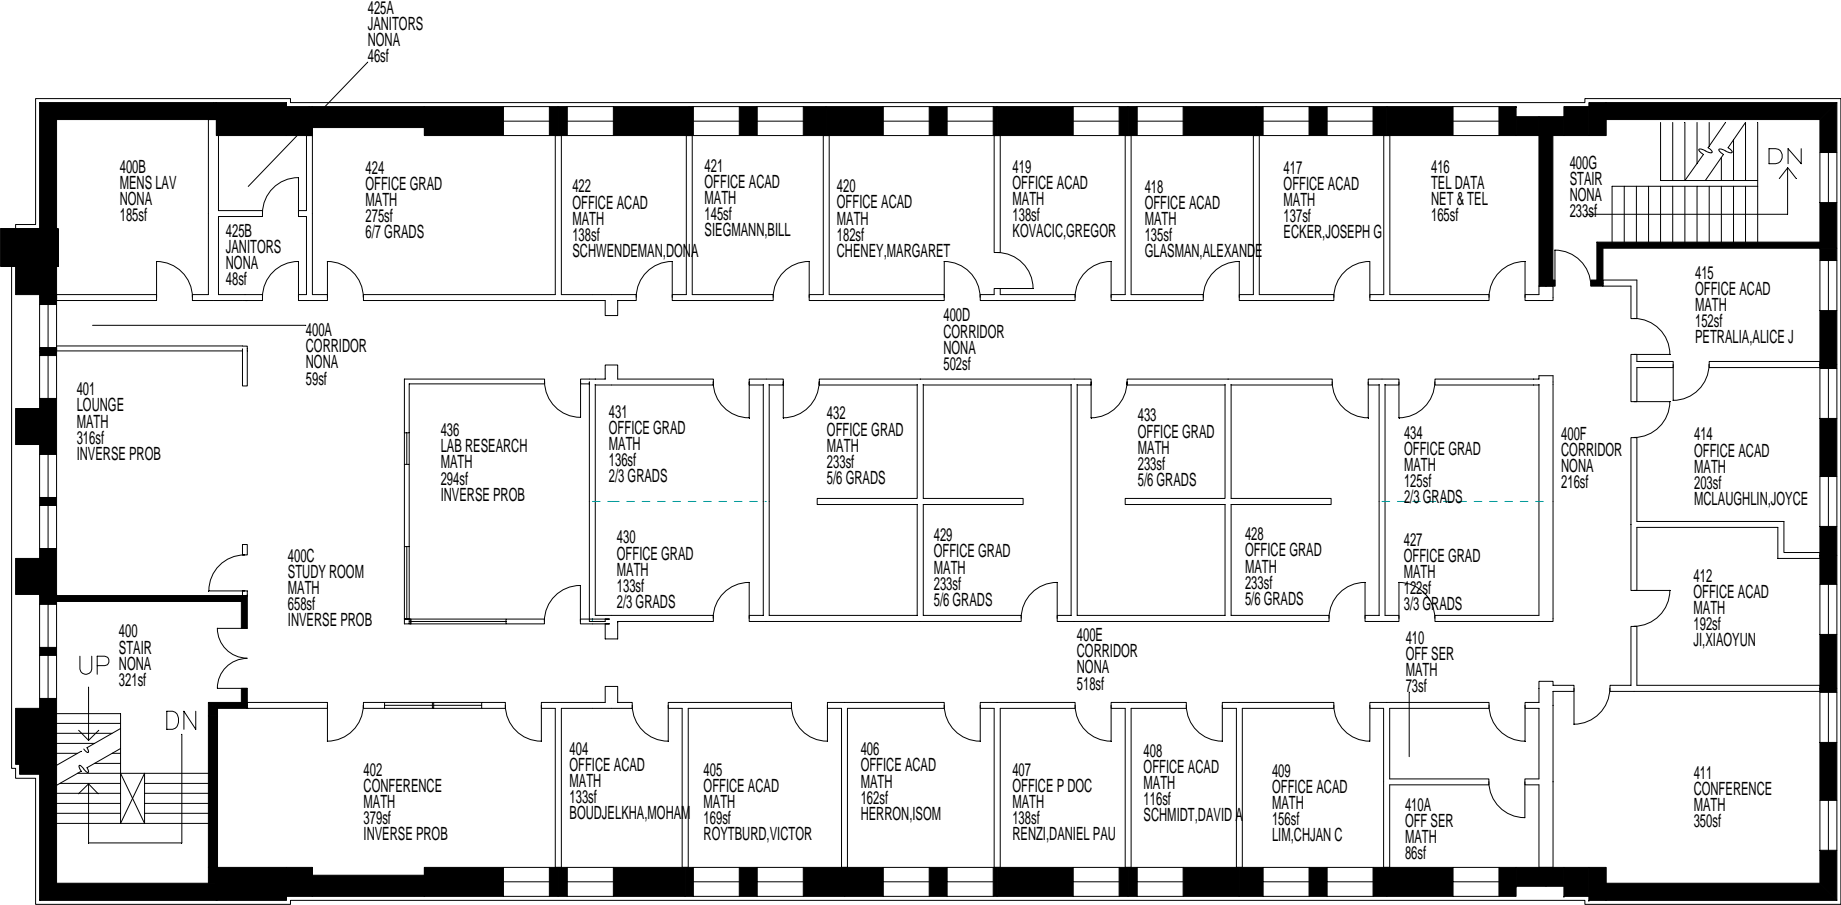 425A
JANITORS
NONA
46sf
400B
MENS LAV
NONA
185sf
425B
JANITORS
NONA
48sf
424
OFFICE GRAD
MATH
275sf
6/7 GRADS
422
OFFICE ACAD
MATH
138sf
SCHWENDEMAN,DONA
421
OFFICE ACAD
MATH
145sf
SIEGMANN,BILL
420
OFFICE ACAD
MATH
182sf
CHENEY,MARGARET
419
OFFICE ACAD
MATH
138sf
KOVACIC,GREGOR
418
OFFICE ACAD
MATH
135sf
GLASMAN,ALEXANDE
417
OFFICE ACAD
MATH
137sf
ECKER,JOSEPH G
416
TEL DATA
NET & TEL
165sf
400G
STAIR
NONA
233sf
DN
415
OFFICE ACAD
MATH
152sf
PETRALIA,ALICE J
400A
CORRIDOR
NONA
59sf
400D
CORRIDOR
NONA
502sf
401
LOUNGE
MATH
316sf
INVERSE PROB
436
LAB RESEARCH
MATH
294sf
INVERSE PROB
431
OFFICE GRAD
MATH
136sf
2/3 GRADS
432
OFFICE GRAD
MATH
233sf
5/6 GRADS
433
OFFICE GRAD
MATH
233sf
5/6 GRADS
434
OFFICE GRAD
MATH
125sf
2/3 GRADS
400F
CORRIDOR
NONA
216sf
414
OFFICE ACAD
MATH
203sf
MCLAUGHLIN,JOYCE
400C
STUDY ROOM
MATH
658sf
INVERSE PROB
430
OFFICE GRAD
MATH
133sf
2/3 GRADS
429
OFFICE GRAD
MATH
233sf
5/6 GRADS
428
OFFICE GRAD
MATH
233sf
5/6 GRADS
427
OFFICE GRAD
MATH
122sf
3/3 GRADS
412
OFFICE ACAD
MATH
192sf
JI,XIAOYUN
400
STAIR
NONA
321sf
UP
DN
400E
CORRIDOR
NONA
518sf
410
OFF SER
MATH
73sf
402
CONFERENCE
MATH
379sf
INVERSE PROB
404
OFFICE ACAD
MATH
133sf
BOUDJELKHA,MOHAM
405
OFFICE ACAD
MATH
169sf
ROYTBURD,VICTOR
406
OFFICE ACAD
MATH
162sf
HERRON,ISOM
407
OFFICE P DOC
MATH
138sf
RENZI,DANIEL PAU
408
OFFICE ACAD
MATH
116sf
SCHMIDT,DAVID A
409
OFFICE ACAD
MATH
156sf
LIM,CHJAN C
410A
OFF SER
MATH
86sf
411
CONFERENCE
MATH
350sf